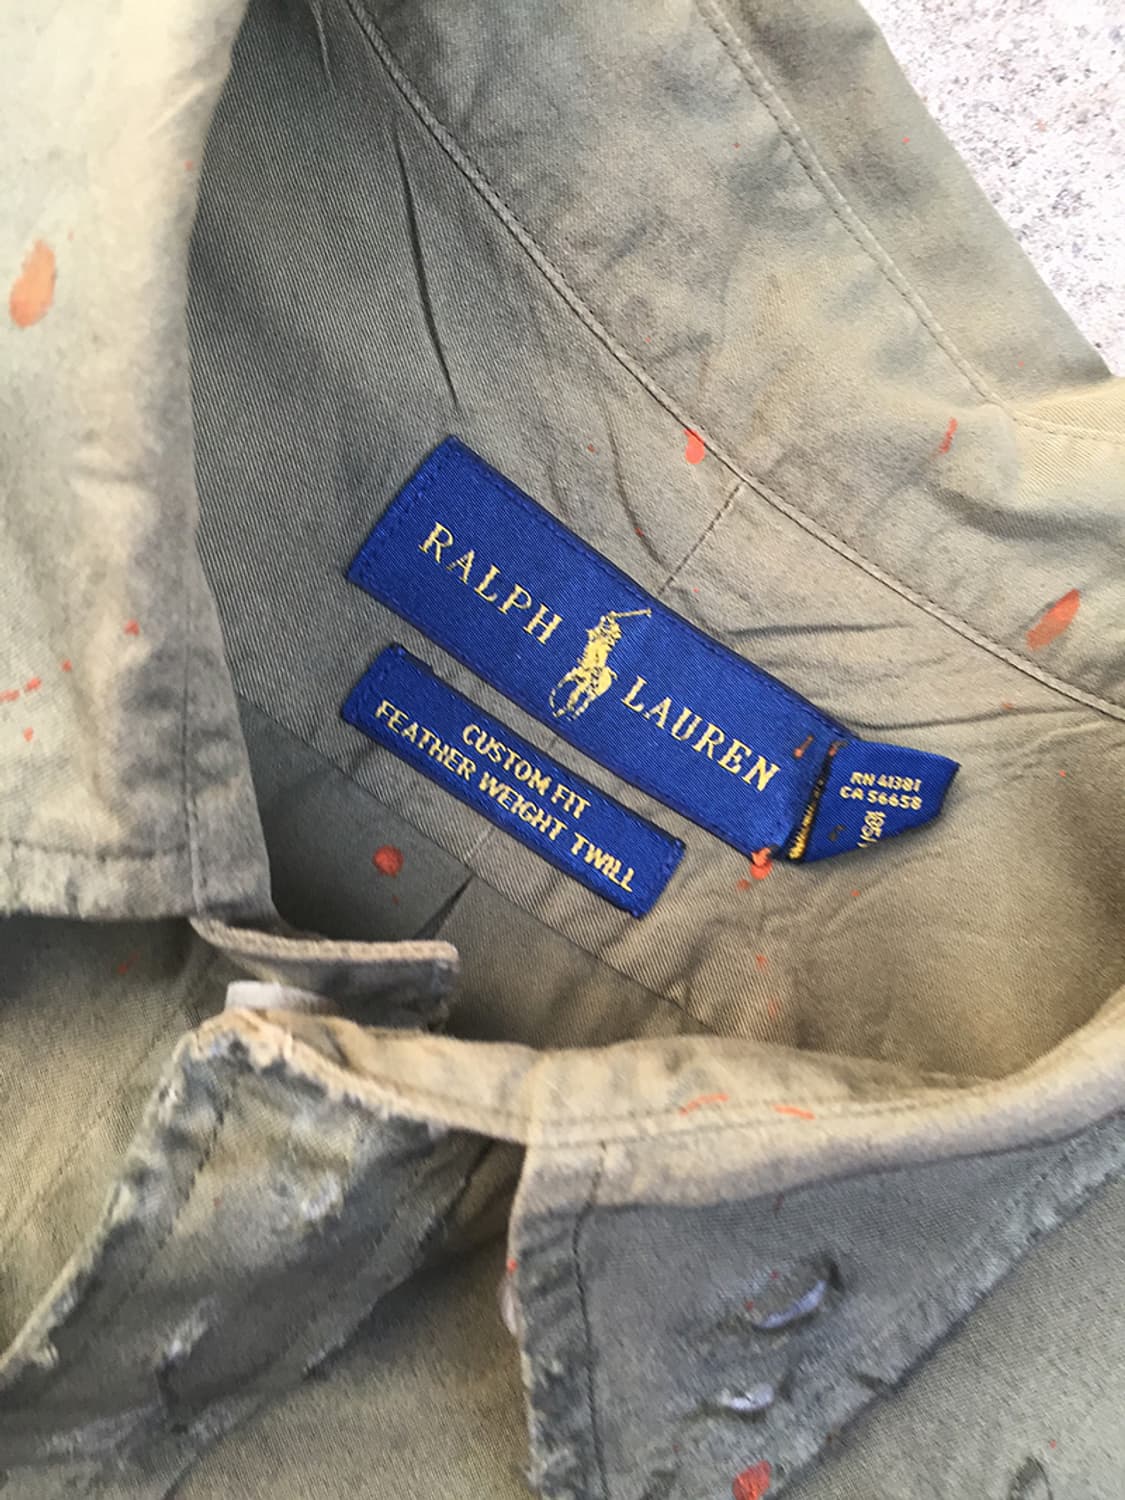 RALPH LAUREN
CUSTOM FIT
FEATHER WEIGHT TWILL
RN 41381
CA 56658